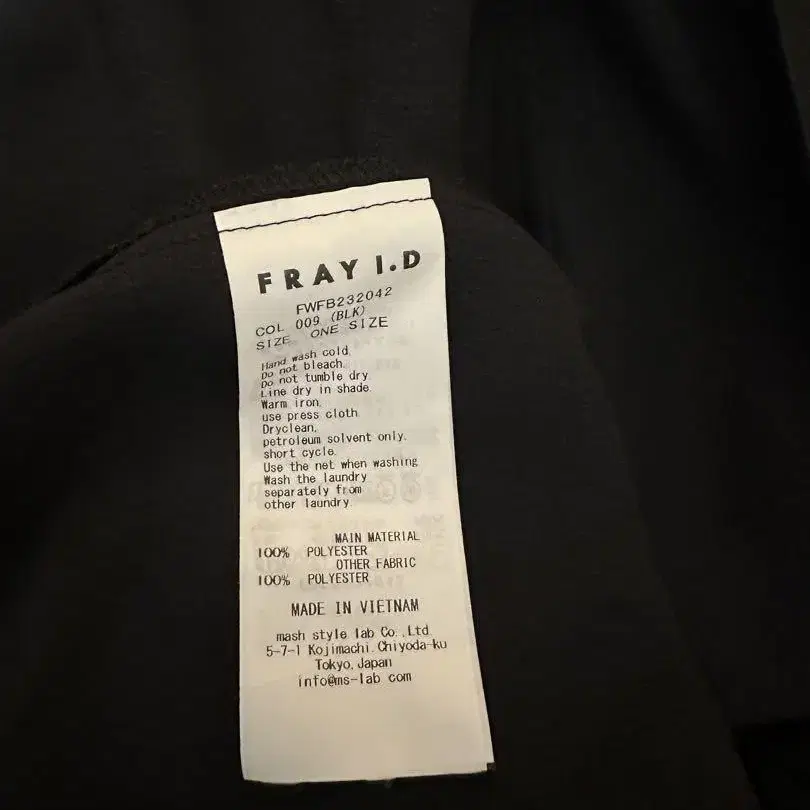 FRAY I.D
FWFB232042
COL 009 (BLK)
SIZE ONE SIZE
Hand wash cold.
Do not bleach.
Do not tumble dry.
Line dry in shade.
Warm iron,
use press cloth.
Dryclean,
petroleum solvent only.
short cycle.
Use the net when washing
Wash the laundry
separately from
other laundry.
MAIN MATERIAL
100% POLYESTER
OTHER FABRIC
100% POLYESTER
MADE IN VIETNAM
mash style lab Co.,Ltd.
5-7-1 Kojimachi,Chiyoda-ku
Tokyo,Japan
info@ms-lab.com